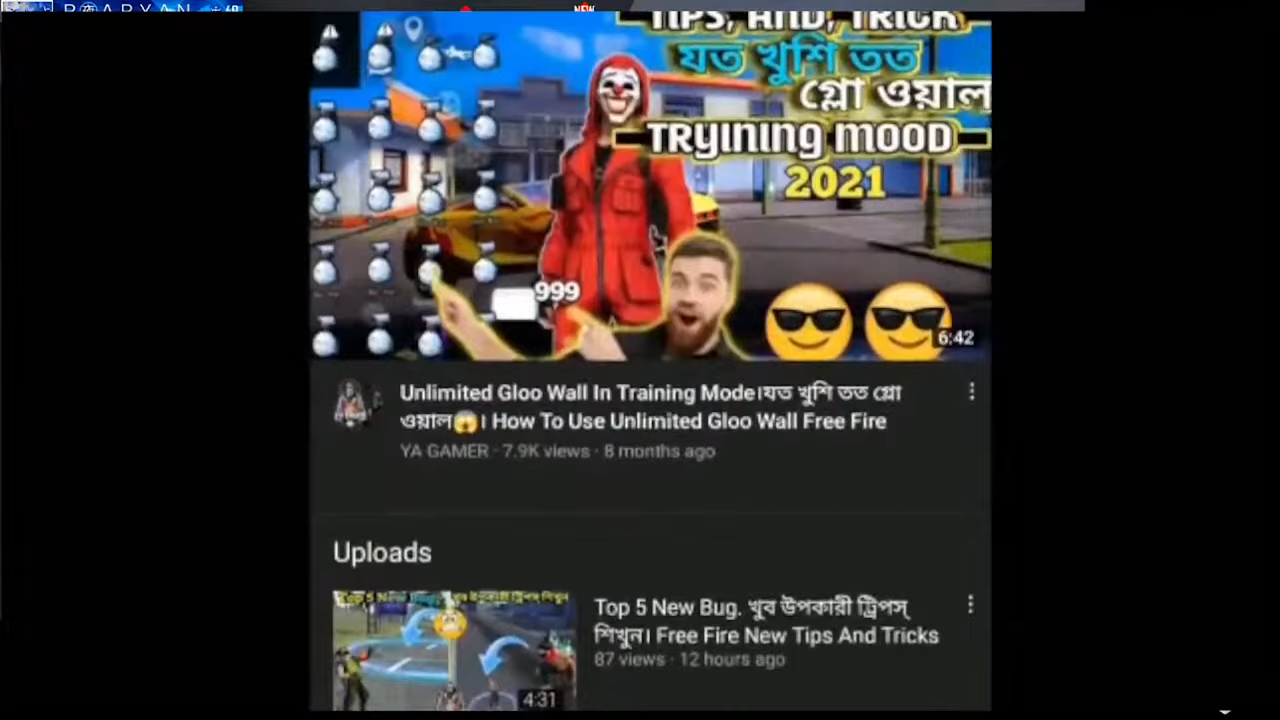 NEW
TIPS, AND, TRICK
যত খুশি তত
গ্লো ওয়াল
TRYINING MOOD
2021
999
6:42
Unlimited Gloo Wall In Training Mode।যত খুশি তত গ্লো
ওয়াল😱। How To Use Unlimited Gloo Wall Free Fire
YA GAMER · 7.9K views · 8 months ago
Uploads
Top 5 New Bug. খুব উপকারী ট্রিপস্
শিখুন। Free Fire New Tips And Tricks
87 views · 12 hours ago
4:31